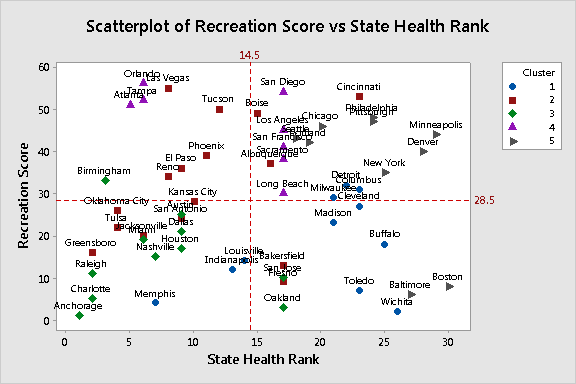 Scatterplot of Recreation Score vs State Health Rank
14.5
Cluster
1
2
3
4
5
60
50
40
30
20
10
0
Recreation Score
28.5
Orlando
Las Vegas
Tampa
Atlanta
San Diego
Cincinnati
Tucson
Boise
Los Angeles
Chicago
Philadelphia
Pittsburgh
Seattle
Portland
San Francisco
Minneapolis
Denver
Phoenix
Sacramento
Albuquerque
El Paso
Reno
New York
Birmingham
Long Beach
Detroit
Columbus
Milwaukee
Cleveland
Kansas City
Oklahoma City
Austin
San Antonio
Tulsa
Jacksonville
Miami
Dallas
Madison
Greensboro
Nashville
Houston
Buffalo
Louisville
Indianapolis
Bakersfield
San Jose
Fresno
Raleigh
Charlotte
Memphis
Oakland
Toledo
Baltimore
Boston
Anchorage
Wichita
0
5
10
15
20
25
30
State Health Rank